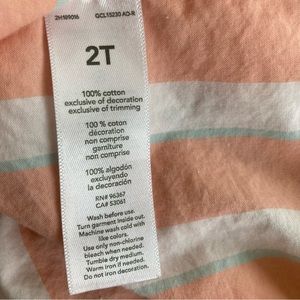 2H189016 GCL15230 AD-R
2T
100% cotton
exclusive of decoration
exclusive of trimming
100 % coton
décoration
non comprise
garniture
non comprise
100% algodón
excluyendo
la decoración
RN# 96367
CA# 53061
Wash before use.
Turn garment inside out.
Machine wash cold with
like colors.
Use only non-chlorine
bleach when needed.
Tumble dry medium.
Warm iron if needed.
Do not iron decoration.